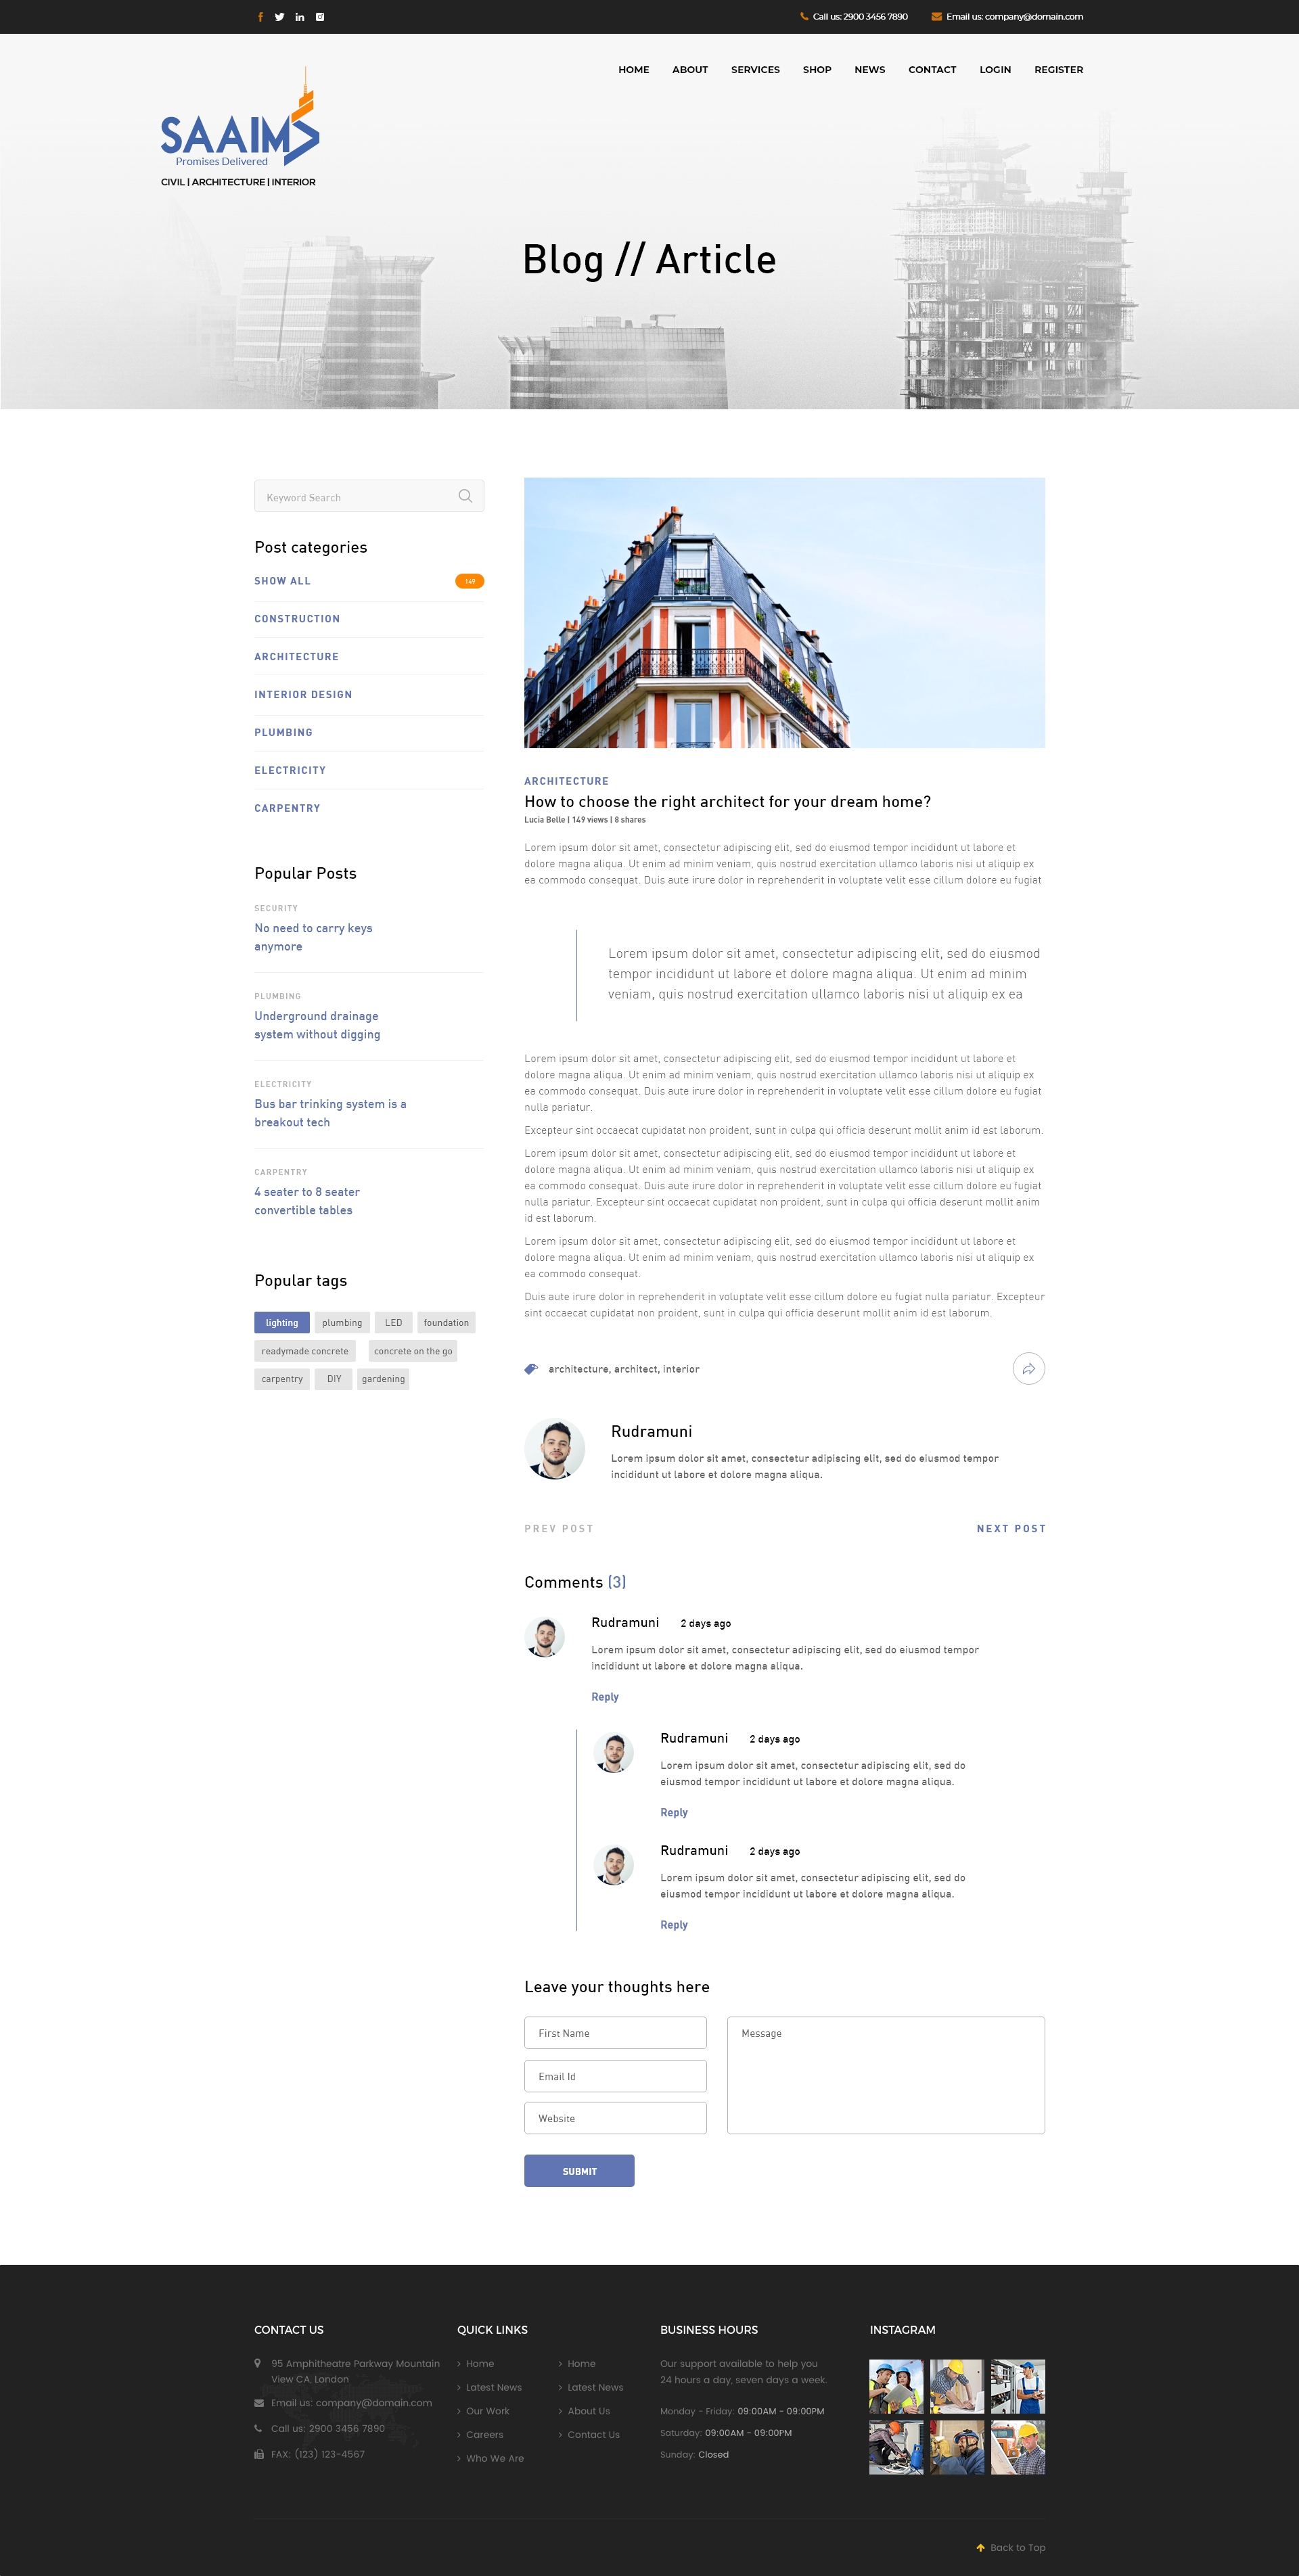 Call us: 2900 3456 7890
Email us: company@domain.com
HOME ABOUT SERVICES SHOP NEWS CONTACT LOGIN REGISTER
SAAIMS
Promises Delivered
CIVIL | ARCHITECTURE | INTERIOR
Blog // Article
Keyword Search
Post categories
SHOW ALL 149
CONSTRUCTION
ARCHITECTURE
INTERIOR DESIGN
PLUMBING
ELECTRICITY
CARPENTRY
Popular Posts
SECURITY
No need to carry keys
anymore
PLUMBING
Underground drainage
system without digging
ELECTRICITY
Bus bar trinking system is a
breakout tech
CARPENTRY
4 seater to 8 seater
convertible tables
Popular tags
lighting plumbing LED foundation
readymade concrete concrete on the go
carpentry DIY gardening
ARCHITECTURE
How to choose the right architect for your dream home?
Lucia Belle | 149 views | 8 shares
Lorem ipsum dolor sit amet, consectetur adipiscing elit, sed do eiusmod tempor incididunt ut labore et
dolore magna aliqua. Ut enim ad minim veniam, quis nostrud exercitation ullamco laboris nisi ut aliquip ex
ea commodo consequat. Duis aute irure dolor in reprehenderit in voluptate velit esse cillum dolore eu fugiat
Lorem ipsum dolor sit amet, consectetur adipiscing elit, sed do eiusmod
tempor incididunt ut labore et dolore magna aliqua. Ut enim ad minim
veniam, quis nostrud exercitation ullamco laboris nisi ut aliquip ex ea
Lorem ipsum dolor sit amet, consectetur adipiscing elit, sed do eiusmod tempor incididunt ut labore et
dolore magna aliqua. Ut enim ad minim veniam, quis nostrud exercitation ullamco laboris nisi ut aliquip ex
ea commodo consequat. Duis aute irure dolor in reprehenderit in voluptate velit esse cillum dolore eu fugiat
nulla pariatur.
Excepteur sint occaecat cupidatat non proident, sunt in culpa qui officia deserunt mollit anim id est laborum.
Lorem ipsum dolor sit amet, consectetur adipiscing elit, sed do eiusmod tempor incididunt ut labore et
dolore magna aliqua. Ut enim ad minim veniam, quis nostrud exercitation ullamco laboris nisi ut aliquip ex
ea commodo consequat. Duis aute irure dolor in reprehenderit in voluptate velit esse cillum dolore eu fugiat
nulla pariatur. Excepteur sint occaecat cupidatat non proident, sunt in culpa qui officia deserunt mollit anim
id est laborum.
Lorem ipsum dolor sit amet, consectetur adipiscing elit, sed do eiusmod tempor incididunt ut labore et
dolore magna aliqua. Ut enim ad minim veniam, quis nostrud exercitation ullamco laboris nisi ut aliquip ex
ea commodo consequat.
Duis aute irure dolor in reprehenderit in voluptate velit esse cillum dolore eu fugiat nulla pariatur. Excepteur
sint occaecat cupidatat non proident, sunt in culpa qui officia deserunt mollit anim id est laborum.
architecture, architect, interior
Rudramuni
Lorem ipsum dolor sit amet, consectetur adipiscing elit, sed do eiusmod tempor
incididunt ut labore et dolore magna aliqua.
PREV POST NEXT POST
Comments (3)
Rudramuni 2 days ago
Lorem ipsum dolor sit amet, consectetur adipiscing elit, sed do eiusmod tempor
incididunt ut labore et dolore magna aliqua.
Reply
Rudramuni 2 days ago
Lorem ipsum dolor sit amet, consectetur adipiscing elit, sed do
eiusmod tempor incididunt ut labore et dolore magna aliqua.
Reply
Rudramuni 2 days ago
Lorem ipsum dolor sit amet, consectetur adipiscing elit, sed do
eiusmod tempor incididunt ut labore et dolore magna aliqua.
Reply
Leave your thoughts here
First Name
Email Id
Website
Message
SUBMIT
CONTACT US
95 Amphitheatre Parkway Mountain
View CA, London
Email us: company@domain.com
Call us: 2900 3456 7890
FAX: (123) 123-4567
QUICK LINKS
Home
Latest News
Our Work
Careers
Who We Are
Home
Latest News
About Us
Contact Us
BUSINESS HOURS
Our support available to help you
24 hours a day, seven days a week.
Monday - Friday: 09:00AM - 09:00PM
Saturday: 09:00AM - 09:00PM
Sunday: Closed
INSTAGRAM
Back to Top